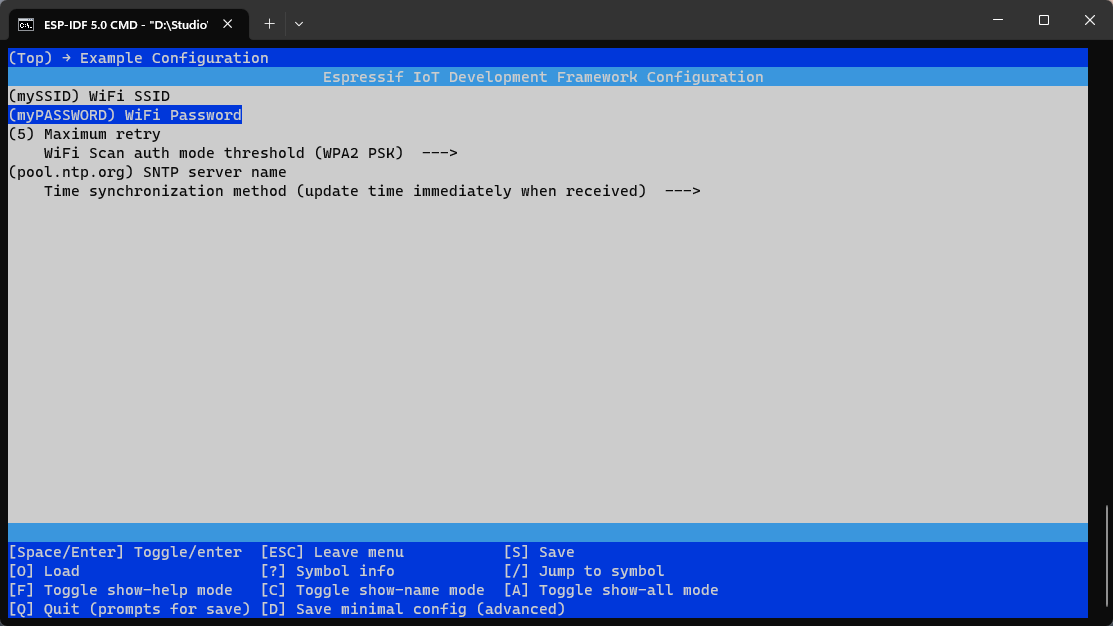 ESP-IDF 5.0 CMD - "D:\Studio'
(Top) → Example Configuration
Espressif IoT Development Framework Configuration
(mySSID) WiFi SSID
(myPASSWORD) WiFi Password
(5) Maximum retry
WiFi Scan auth mode threshold (WPA2 PSK)  --->
(pool.ntp.org) SNTP server name
Time synchronization method (update time immediately when received)  --->
[Space/Enter] Toggle/enter  [ESC] Leave menu  [S] Save
[O] Load  [?] Symbol info  [/] Jump to symbol
[F] Toggle show-help mode  [C] Toggle show-name mode  [A] Toggle show-all mode
[Q] Quit (prompts for save) [D] Save minimal config (advanced)